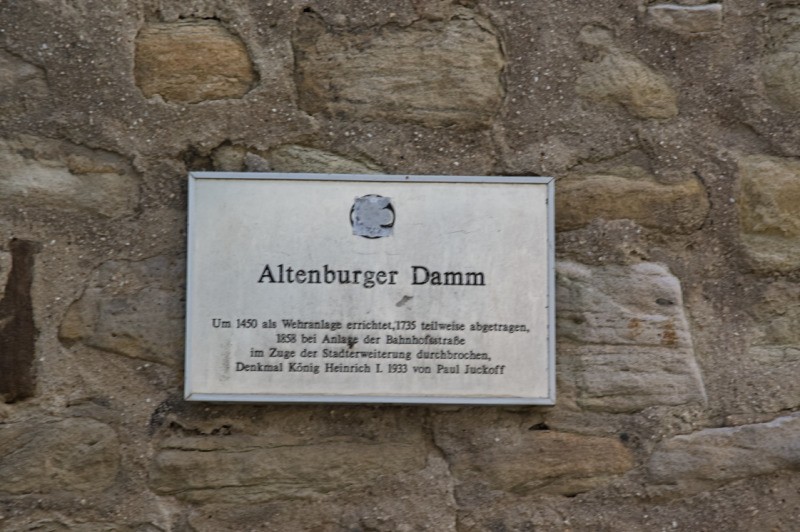 Altenburger Damm
Um 1450 als Wehranlage errichtet,1735 teilweise abgetragen,
1858 bei Anlage der Bahnhofsstraße
im Zuge der Stadterweiterung durchbrochen,
Denkmal König Heinrich I. 1933 von Paul Juckoff